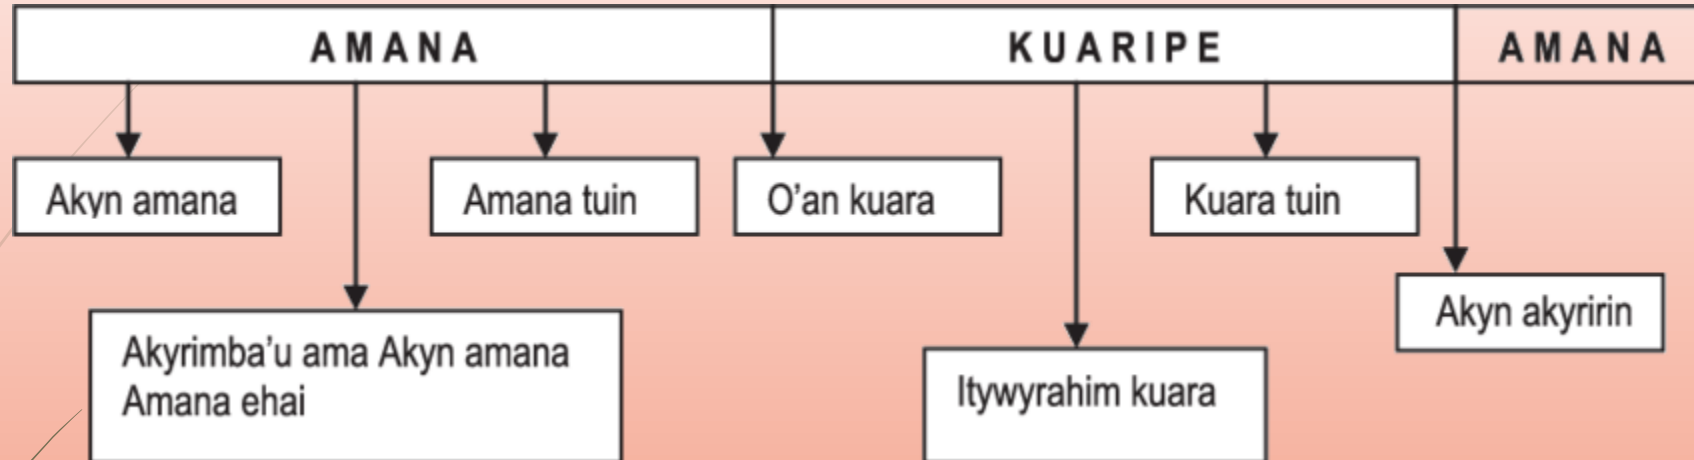 AMANA KUARIPE AMANA
Akyn amana
Amana tuin
O’an kuara
Kuara tuin
Akyn akyririn
Akyrimba’u ama Akyn amana
Amana ehai
Itywyrahim kuara